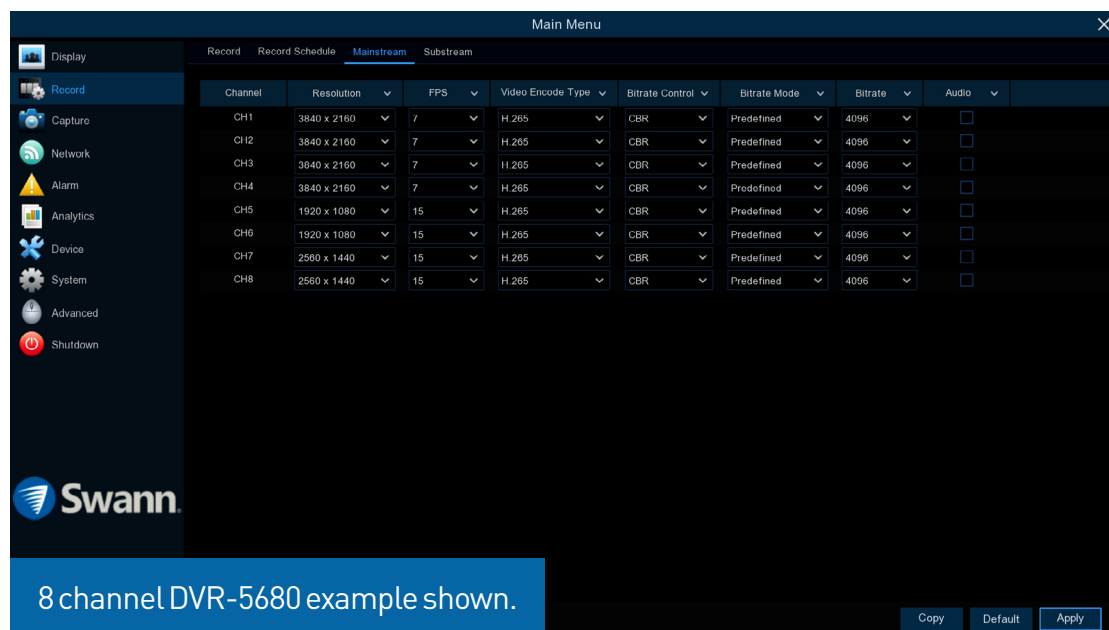 Main Menu
Display
Record
Capture
Network
Alarm
Analytics
Device
System
Advanced
Shutdown
Swann.
Record Record Schedule Mainstream Substream
Channel Resolution FPS Video Encode Type Bitrate Control Bitrate Mode Bitrate Audio
CH1 3840 x 2160 7 H.265 CBR Predefined 4096
CH2 3840 x 2160 7 H.265 CBR Predefined 4096
CH3 3840 x 2160 7 H.265 CBR Predefined 4096
CH4 3840 x 2160 7 H.265 CBR Predefined 4096
CH5 1920 x 1080 15 H.265 CBR Predefined 4096
CH6 1920 x 1080 15 H.265 CBR Predefined 4096
CH7 2560 x 1440 15 H.265 CBR Predefined 4096
CH8 2560 x 1440 15 H.265 CBR Predefined 4096
8 channel DVR-5680 example shown.
Copy Default Apply